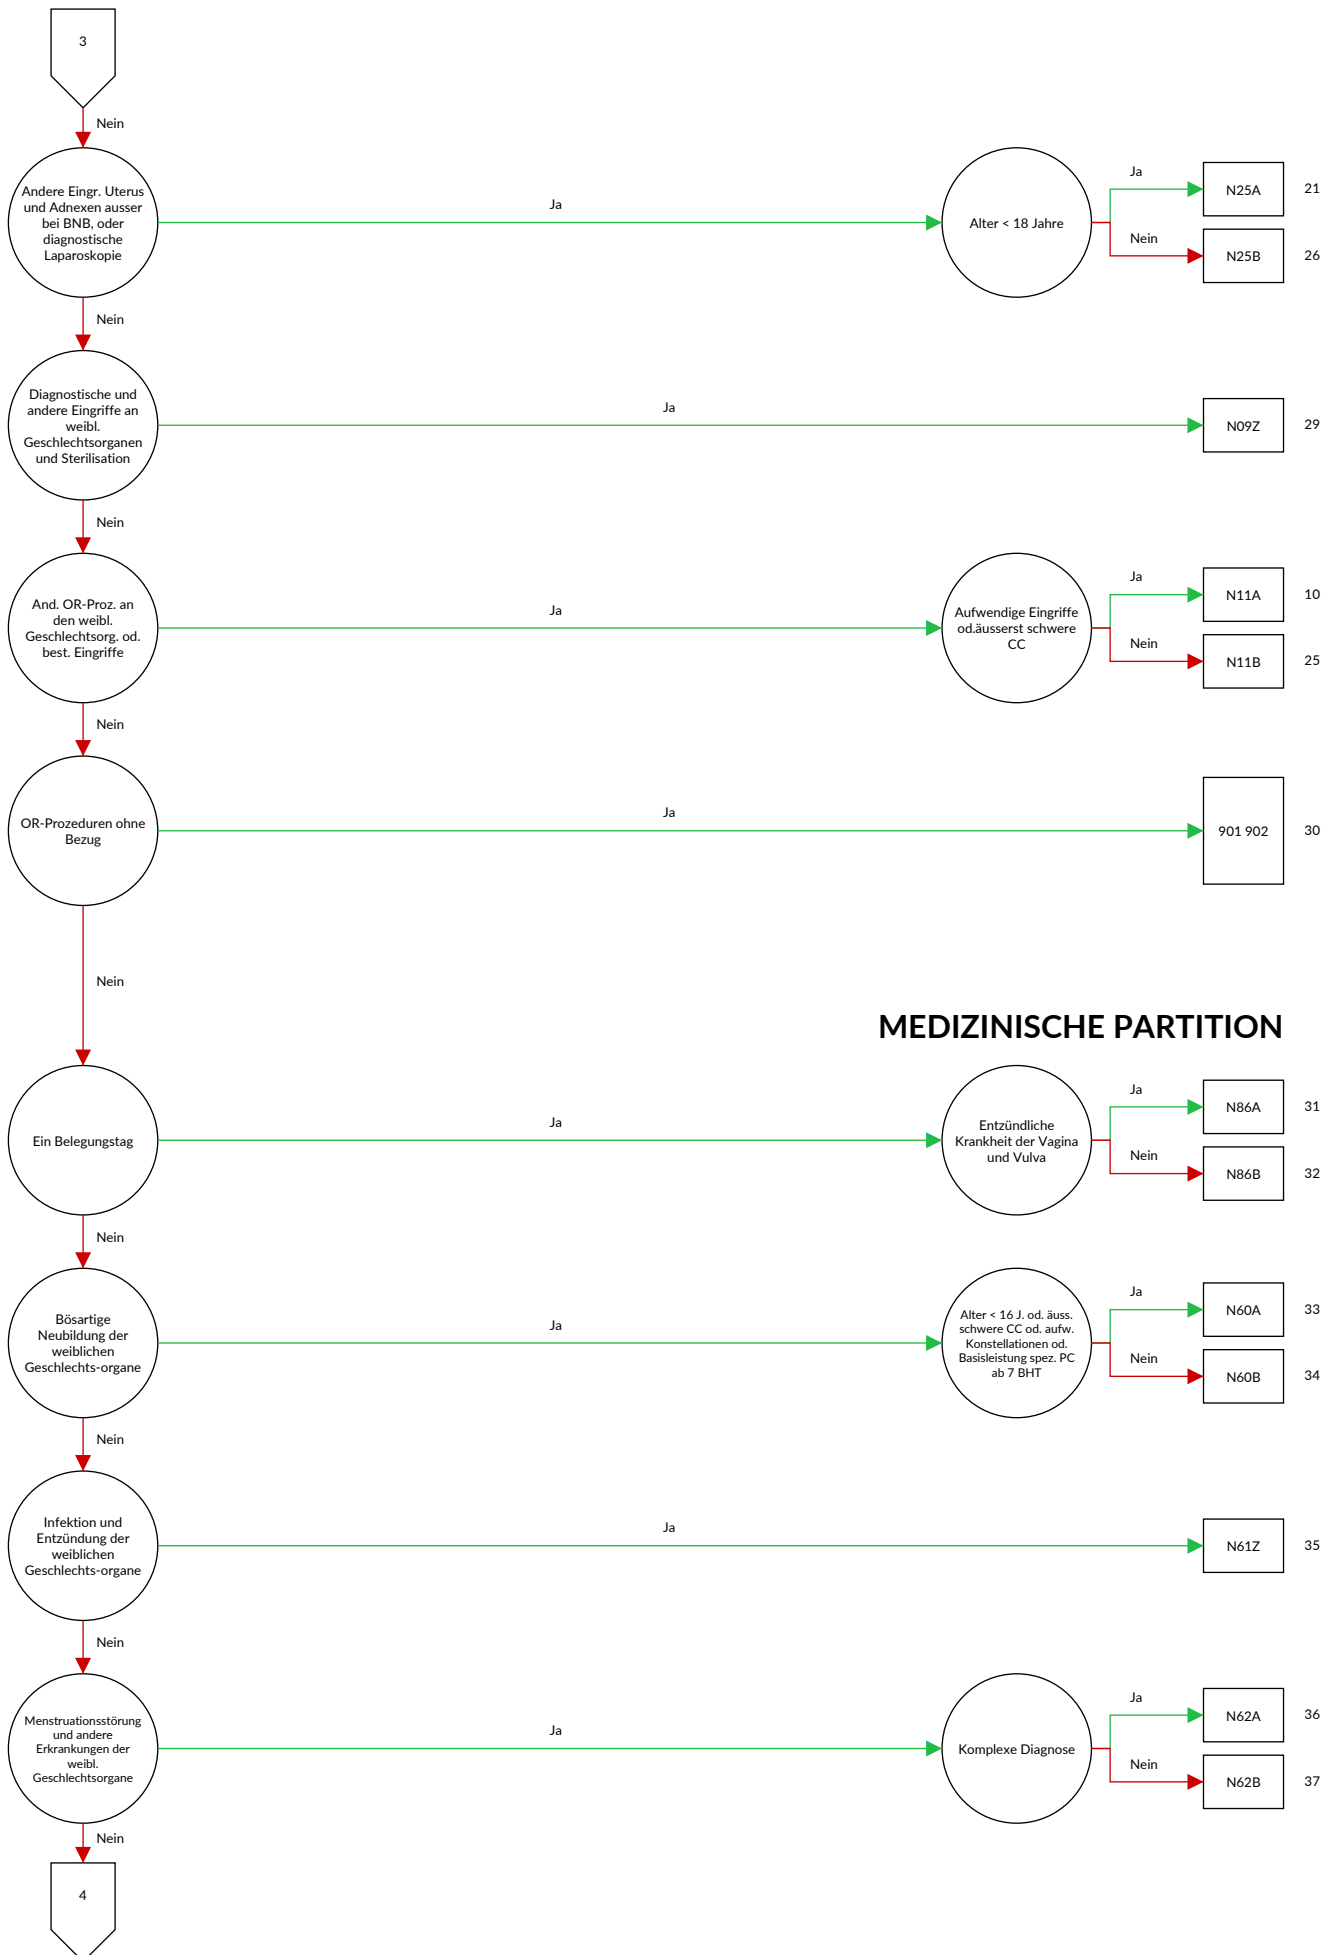 3
Nein
Andere Eingr. Uterus
und Adnexen ausser
bei BNB, oder
diagnostische
Laparoskopie
Ja
Alter < 18 Jahre
Ja
N25A
21
Nein
N25B
26
Nein
Diagnostische und
andere Eingriffe an
weibl.
Geschlechtsorganen
und Sterilisation
Ja
N09Z
29
Nein
And. OR-Proz. an
den weibl.
Geschlechtsorg. od.
best. Eingriffe
Ja
Aufwendige Eingriffe
od.äusserst schwere
CC
Ja
N11A
10
Nein
N11B
25
Nein
OR-Prozeduren ohne
Bezug
Ja
901 902
30
Nein
MEDIZINISCHE PARTITION
Ein Belegungstag
Ja
Entzündliche
Krankheit der Vagina
und Vulva
Ja
N86A
31
Nein
N86B
32
Nein
Bösartige
Neubildung der
weiblichen
Geschlechts-organe
Ja
Alter < 16 J. od. äuss.
schwere CC od. aufw.
Konstellationen od.
Basisleistung spez. PC
ab 7 BHT
Ja
N60A
33
Nein
N60B
34
Nein
Infektion und
Entzündung der
weiblichen
Geschlechts-organe
Ja
N61Z
35
Nein
Menstruationsstörung
und andere
Erkrankungen der
weibl.
Geschlechtsorgane
Ja
Komplexe Diagnose
Ja
N62A
36
Nein
N62B
37
Nein
4